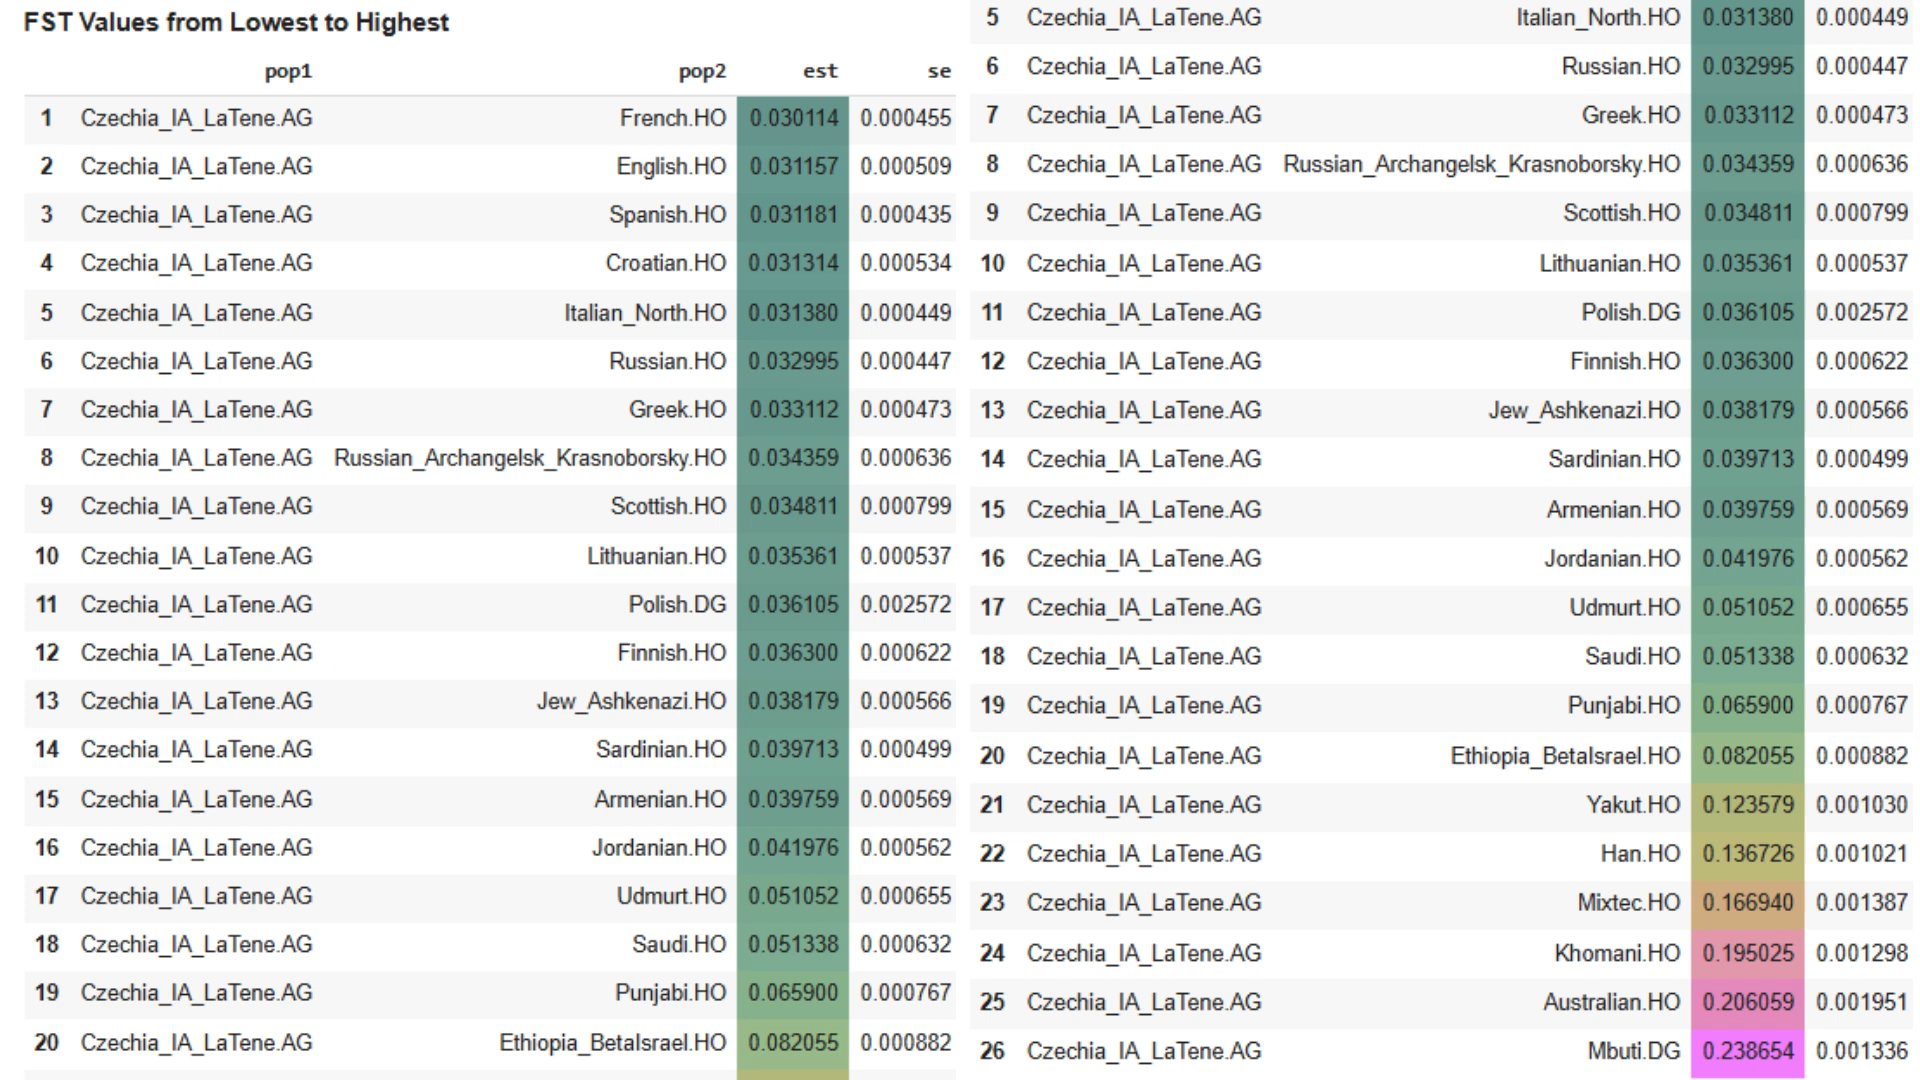 FST Values from Lowest to Highest
pop1 pop2 est se
1 Czechia_IA_LaTene.AG French.HO 0.030114 0.000455
2 Czechia_IA_LaTene.AG English.HO 0.031157 0.000509
3 Czechia_IA_LaTene.AG Spanish.HO 0.031181 0.000435
4 Czechia_IA_LaTene.AG Croatian.HO 0.031314 0.000534
5 Czechia_IA_LaTene.AG Italian_North.HO 0.031380 0.000449
6 Czechia_IA_LaTene.AG Russian.HO 0.032995 0.000447
7 Czechia_IA_LaTene.AG Greek.HO 0.033112 0.000473
8 Czechia_IA_LaTene.AG Russian_Archangelsk_Krasnoborsky.HO 0.034359 0.000636
9 Czechia_IA_LaTene.AG Scottish.HO 0.034811 0.000799
10 Czechia_IA_LaTene.AG Lithuanian.HO 0.035361 0.000537
11 Czechia_IA_LaTene.AG Polish.DG 0.036105 0.002572
12 Czechia_IA_LaTene.AG Finnish.HO 0.036300 0.000622
13 Czechia_IA_LaTene.AG Jew_Ashkenazi.HO 0.038179 0.000566
14 Czechia_IA_LaTene.AG Sardinian.HO 0.039713 0.000499
15 Czechia_IA_LaTene.AG Armenian.HO 0.039759 0.000569
16 Czechia_IA_LaTene.AG Jordanian.HO 0.041976 0.000562
17 Czechia_IA_LaTene.AG Udmurt.HO 0.051052 0.000655
18 Czechia_IA_LaTene.AG Saudi.HO 0.051338 0.000632
19 Czechia_IA_LaTene.AG Punjabi.HO 0.065900 0.000767
20 Czechia_IA_LaTene.AG Ethiopia_BetaIsrael.HO 0.082055 0.000882
5 Czechia_IA_LaTene.AG Italian_North.HO 0.031380 0.000449
6 Czechia_IA_LaTene.AG Russian.HO 0.032995 0.000447
7 Czechia_IA_LaTene.AG Greek.HO 0.033112 0.000473
8 Czechia_IA_LaTene.AG Russian_Archangelsk_Krasnoborsky.HO 0.034359 0.000636
9 Czechia_IA_LaTene.AG Scottish.HO 0.034811 0.000799
10 Czechia_IA_LaTene.AG Lithuanian.HO 0.035361 0.000537
11 Czechia_IA_LaTene.AG Polish.DG 0.036105 0.002572
12 Czechia_IA_LaTene.AG Finnish.HO 0.036300 0.000622
13 Czechia_IA_LaTene.AG Jew_Ashkenazi.HO 0.038179 0.000566
14 Czechia_IA_LaTene.AG Sardinian.HO 0.039713 0.000499
15 Czechia_IA_LaTene.AG Armenian.HO 0.039759 0.000569
16 Czechia_IA_LaTene.AG Jordanian.HO 0.041976 0.000562
17 Czechia_IA_LaTene.AG Udmurt.HO 0.051052 0.000655
18 Czechia_IA_LaTene.AG Saudi.HO 0.051338 0.000632
19 Czechia_IA_LaTene.AG Punjabi.HO 0.065900 0.000767
20 Czechia_IA_LaTene.AG Ethiopia_BetaIsrael.HO 0.082055 0.000882
21 Czechia_IA_LaTene.AG Yakut.HO 0.123579 0.001030
22 Czechia_IA_LaTene.AG Han.HO 0.136726 0.001021
23 Czechia_IA_LaTene.AG Mixtec.HO 0.166940 0.001387
24 Czechia_IA_LaTene.AG Khomani.HO 0.195025 0.001298
25 Czechia_IA_LaTene.AG Australian.HO 0.206059 0.001951
26 Czechia_IA_LaTene.AG Mbuti.DG 0.238654 0.001336